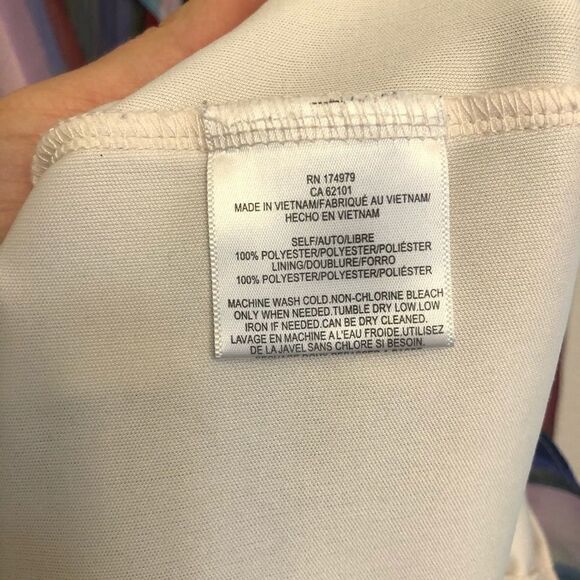 RN 174979
CA 62101
MADE IN VIETNAM/FABRIQUÉ AU VIETNAM/
HECHO EN VIETNAM
SELF/AUTO/LIBRE
100% POLYESTER/POLYESTER/POLIÉSTER
LINING/DOUBLURE/FORRO
100% POLYESTER/POLYESTER/POLIÉSTER
MACHINE WASH COLD.NON-CHLORINE BLEACH
ONLY WHEN NEEDED.TUMBLE DRY LOW.LOW
IRON IF NEEDED.CAN BE DRY CLEANED.
LAVAGE EN MACHINE A L'EAU FROIDE.UTILISEZ
DE LA JAVEL SANS CHLORE SI BESOIN.